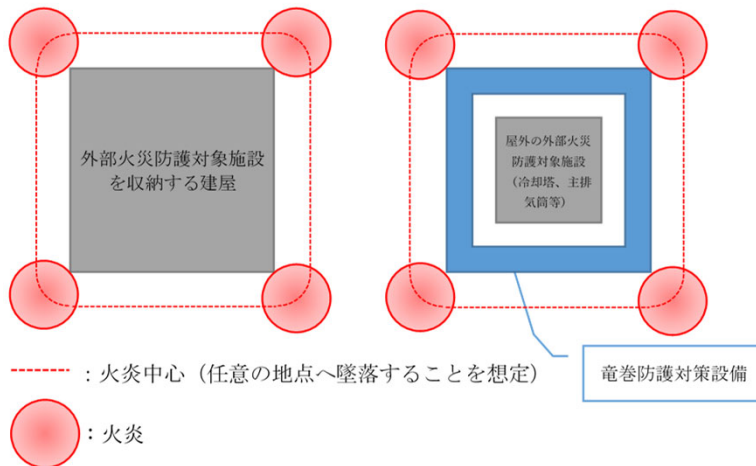 外部火災防護対象施設
を収納する建屋
屋外の外部火災
防護対象施設
（冷却塔、主排
気筒等）
：火炎中心（任意の地点へ墜落することを想定）
竜巻防護対策設備
：火炎